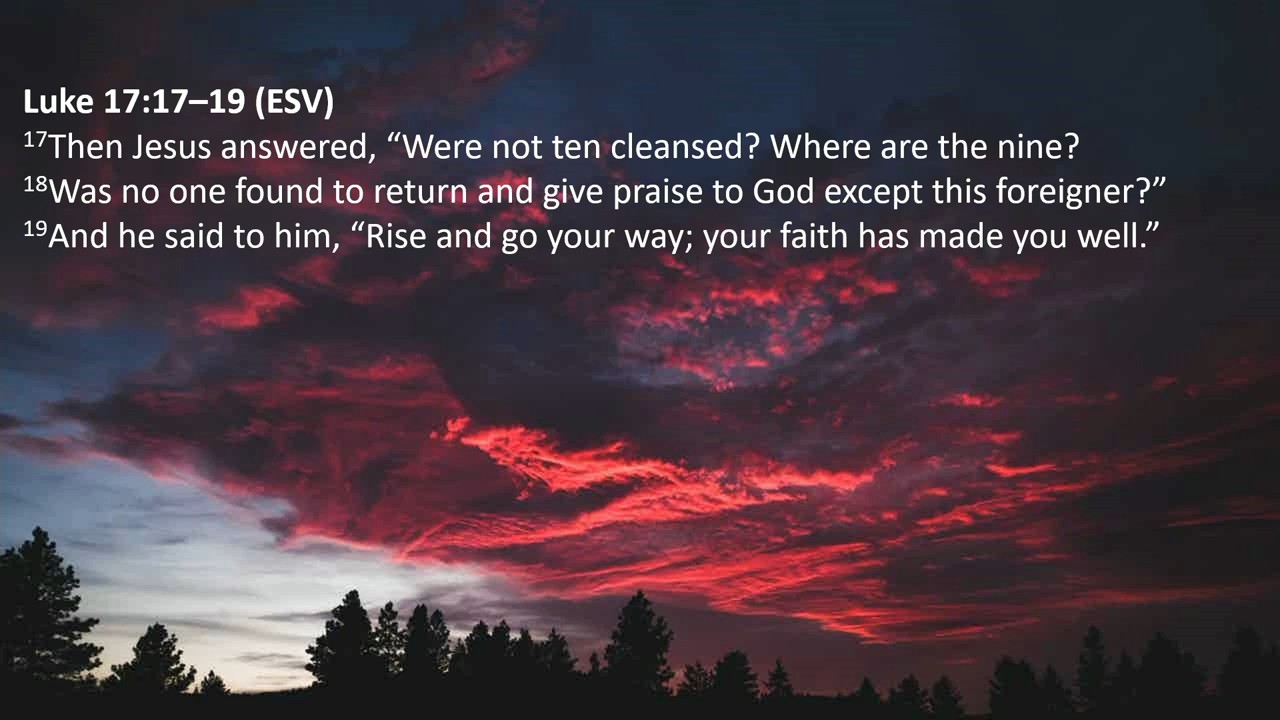 Luke 17:17–19 (ESV)
17Then Jesus answered, “Were not ten cleansed? Where are the nine?
18Was no one found to return and give praise to God except this foreigner?”
19And he said to him, “Rise and go your way; your faith has made you well.”